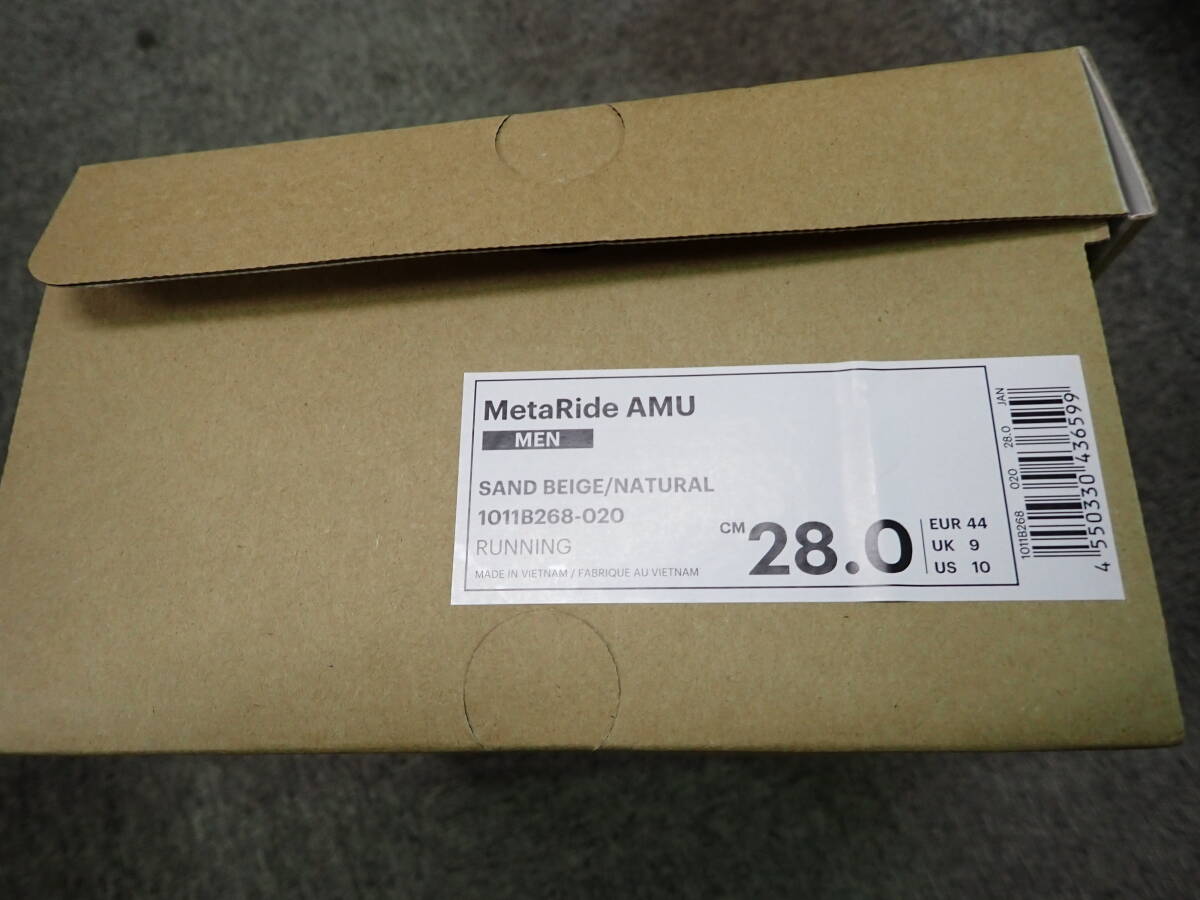 MetaRide AMU
MEN
SAND BEIGE/NATURAL
1011B268-020
RUNNING
MADE IN VIETNAM / FABRIQUE AU VIETNAM
CM 28.0
EUR 44
UK 9
US 10
1011B268 020 28.0 JAN
4 550330 436599